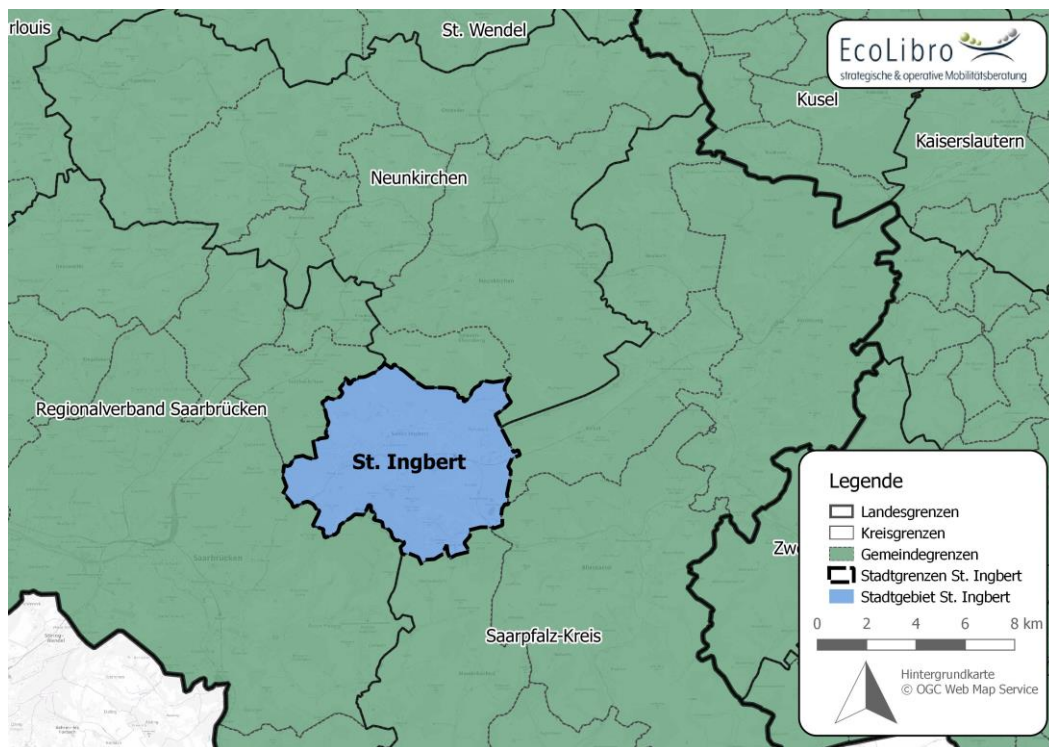 rlouis
St. Wendel
EcoLibro
strategische & operative Mobilitätsberatung
Kusel
Kaiserslautern
Neunkirchen
Regionalverband Saarbrücken
St. Ingbert
Saarbrücken
Zw
Saarpfalz-Kreis
Legende
Landesgrenzen
Kreisgrenzen
Gemeindegrenzen
Stadtgrenzen St. Ingbert
Stadtgebiet St. Ingbert
0 2 4 6 8 km
Hintergrundkarte
© OGC Web Map Service